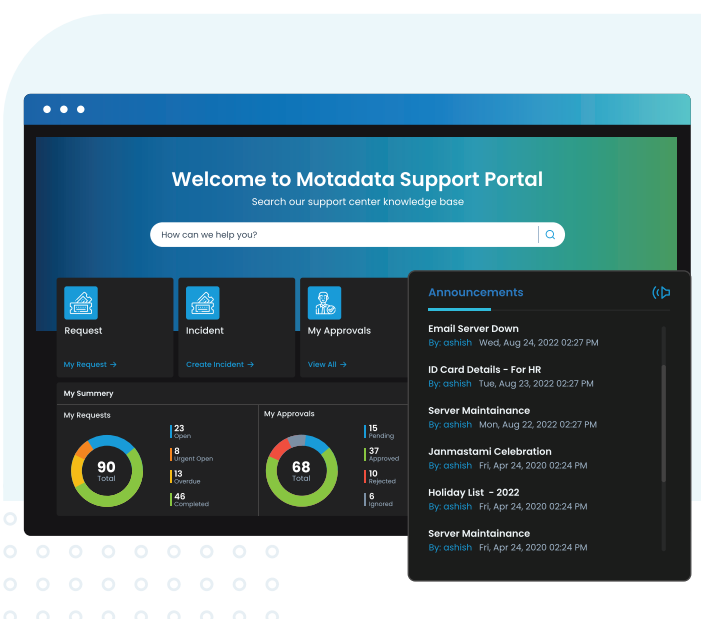 Welcome to Motadata Support Portal
Search our support center knowledge base
How can we help you?
Request
My Request →
Incident
Create Incident →
My Approvals
View All →
My Summery
My Requests
90
Total
23
Open
8
Urgent Open
13
Overdue
46
Completed
My Approvals
68
Total
15
Pending
37
Approved
10
Rejected
6
Ignored
Announcements
Email Server Down
By: ashish Wed, Aug 24, 2022 02:27 PM
ID Card Details - For HR
By: ashish Tue, Aug 23, 2022 02:27 PM
Server Maintainance
By: ashish Mon, Aug 22, 2022 02:27 PM
Janmastami Celebration
By: ashish Fri, Apr 24, 2020 02:24 PM
Holiday List - 2022
By: ashish Fri, Apr 24, 2020 02:24 PM
Server Maintainance
By: ashish Fri, Apr 24, 2020 02:24 PM